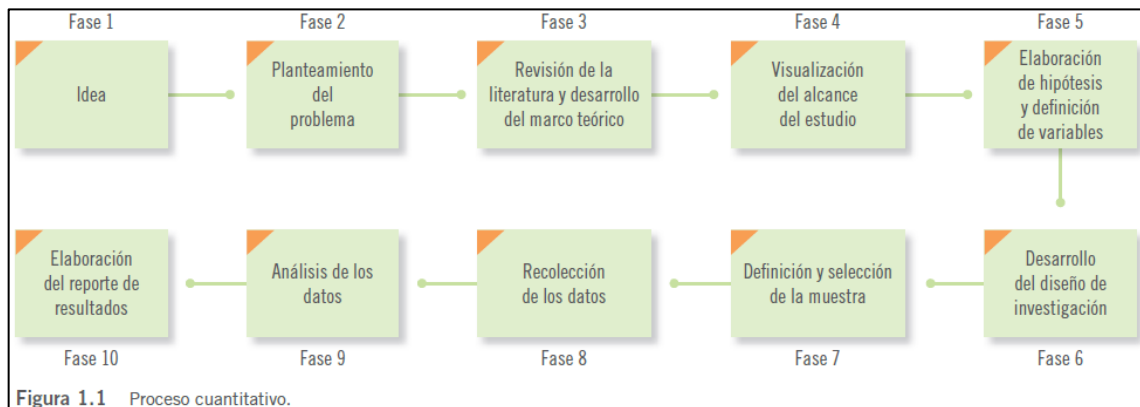 Fase 1
Idea
Fase 2
Planteamiento
del
problema
Fase 3
Revisión de la
literatura y desarrollo
del marco teórico
Fase 4
Visualización
del alcance
del estudio
Fase 5
Elaboración
de hipótesis
y definición
de variables
Desarrollo
del diseño de
investigación
Fase 6
Definición y selección
de la muestra
Fase 7
Recolección
de los datos
Fase 8
Análisis de los
datos
Fase 9
Elaboración
del reporte de
resultados
Fase 10
Figura 1.1 Proceso cuantitativo.